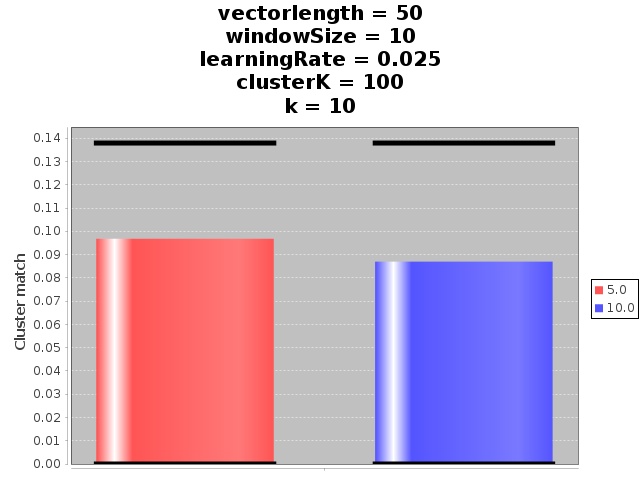 vectorlength = 50
windowSize = 10
learningRate = 0.025
clusterK = 100
k = 10
0.14
0.13
0.12
0.11
0.10
0.09
0.08
0.07
0.06
0.05
0.04
0.03
0.02
0.01
0.00
Cluster match
5.0
10.0